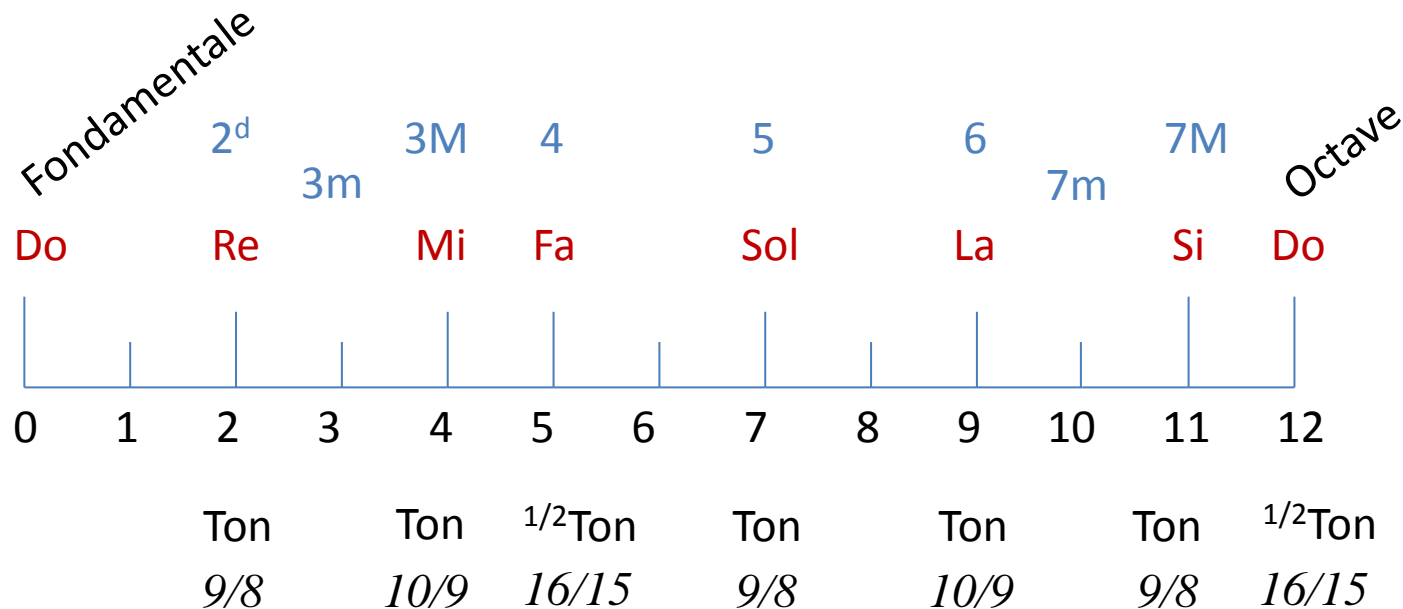 Fondamentale
Octave
2d 3M 4 5 6 7M
3m 7m
Do Re Mi Fa Sol La Si Do
0 1 2 3 4 5 6 7 8 9 10 11 12
Ton Ton 1/2Ton Ton Ton Ton 1/2Ton
9/8 10/9 16/15 9/8 10/9 9/8 16/15